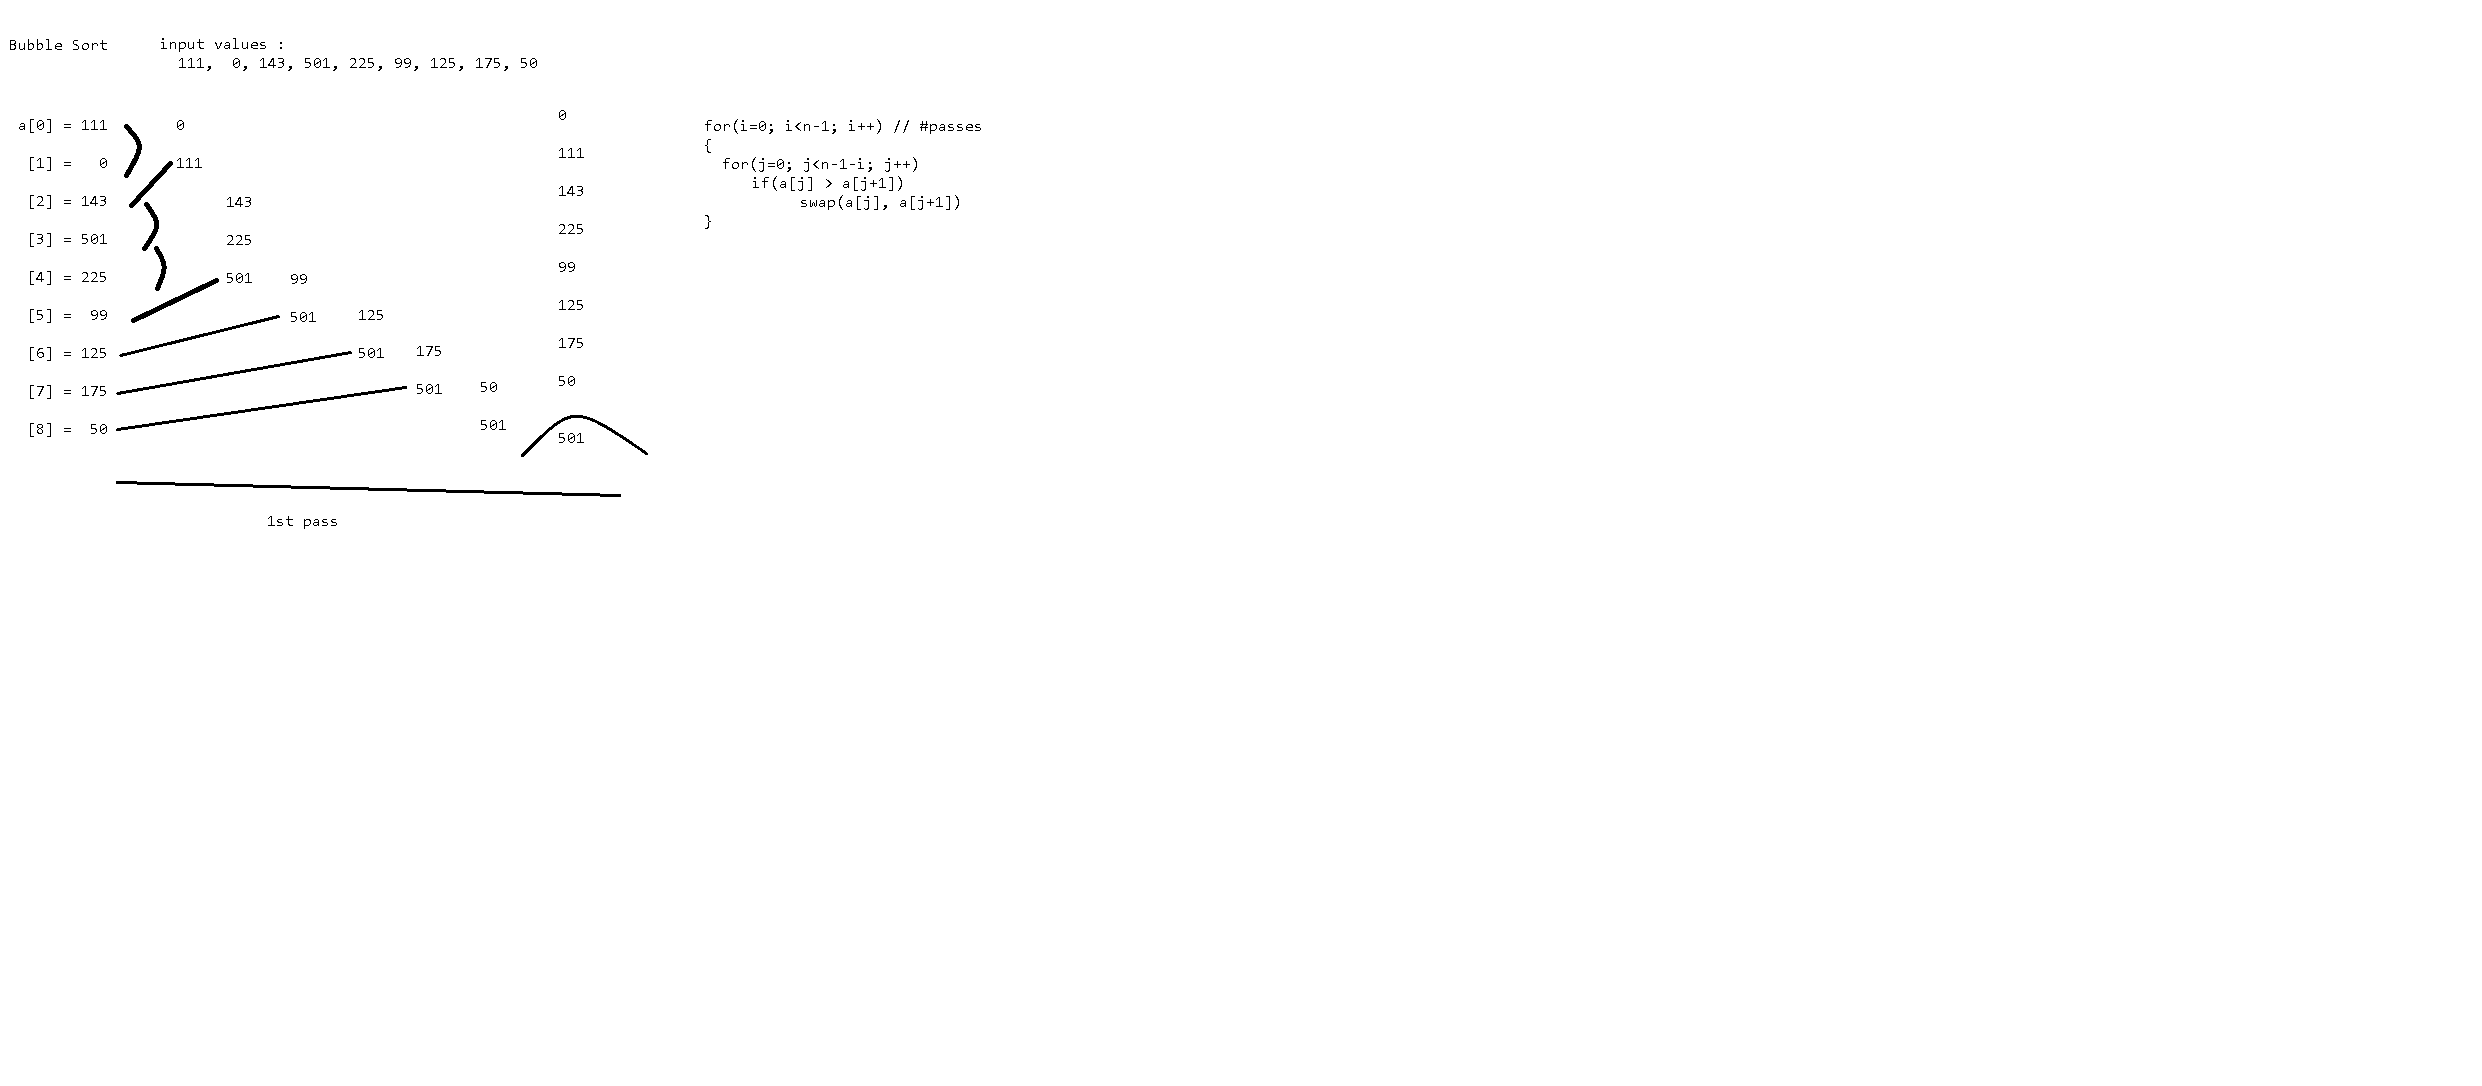 Bubble Sort      input values :
111,  0, 143, 501, 225, 99, 125, 175, 50
0
a[0] = 111        0
for(i=0; i<n-1; i++) // #passes
{
111
[1] =   0        111
for(j=0; j<n-1-i; j++)
if(a[j] > a[j+1])
143
[2] = 143        143
swap(a[j], a[j+1])
}
225
[3] = 501        225
99
[4] = 225        501    99
125
[5] =  99        501    125
175
[6] = 125        501    175
50
[7] = 175        501    50
[8] =  50        501
501
1st pass